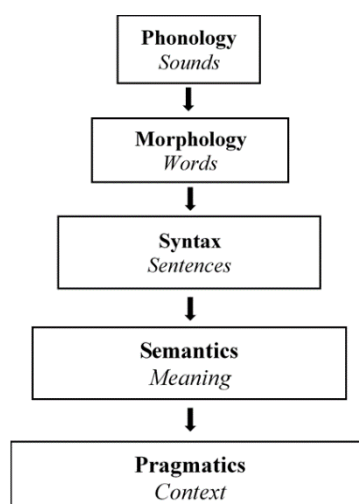 Phonology
Sounds
Morphology
Words
Syntax
Sentences
Semantics
Meaning
Pragmatics
Context